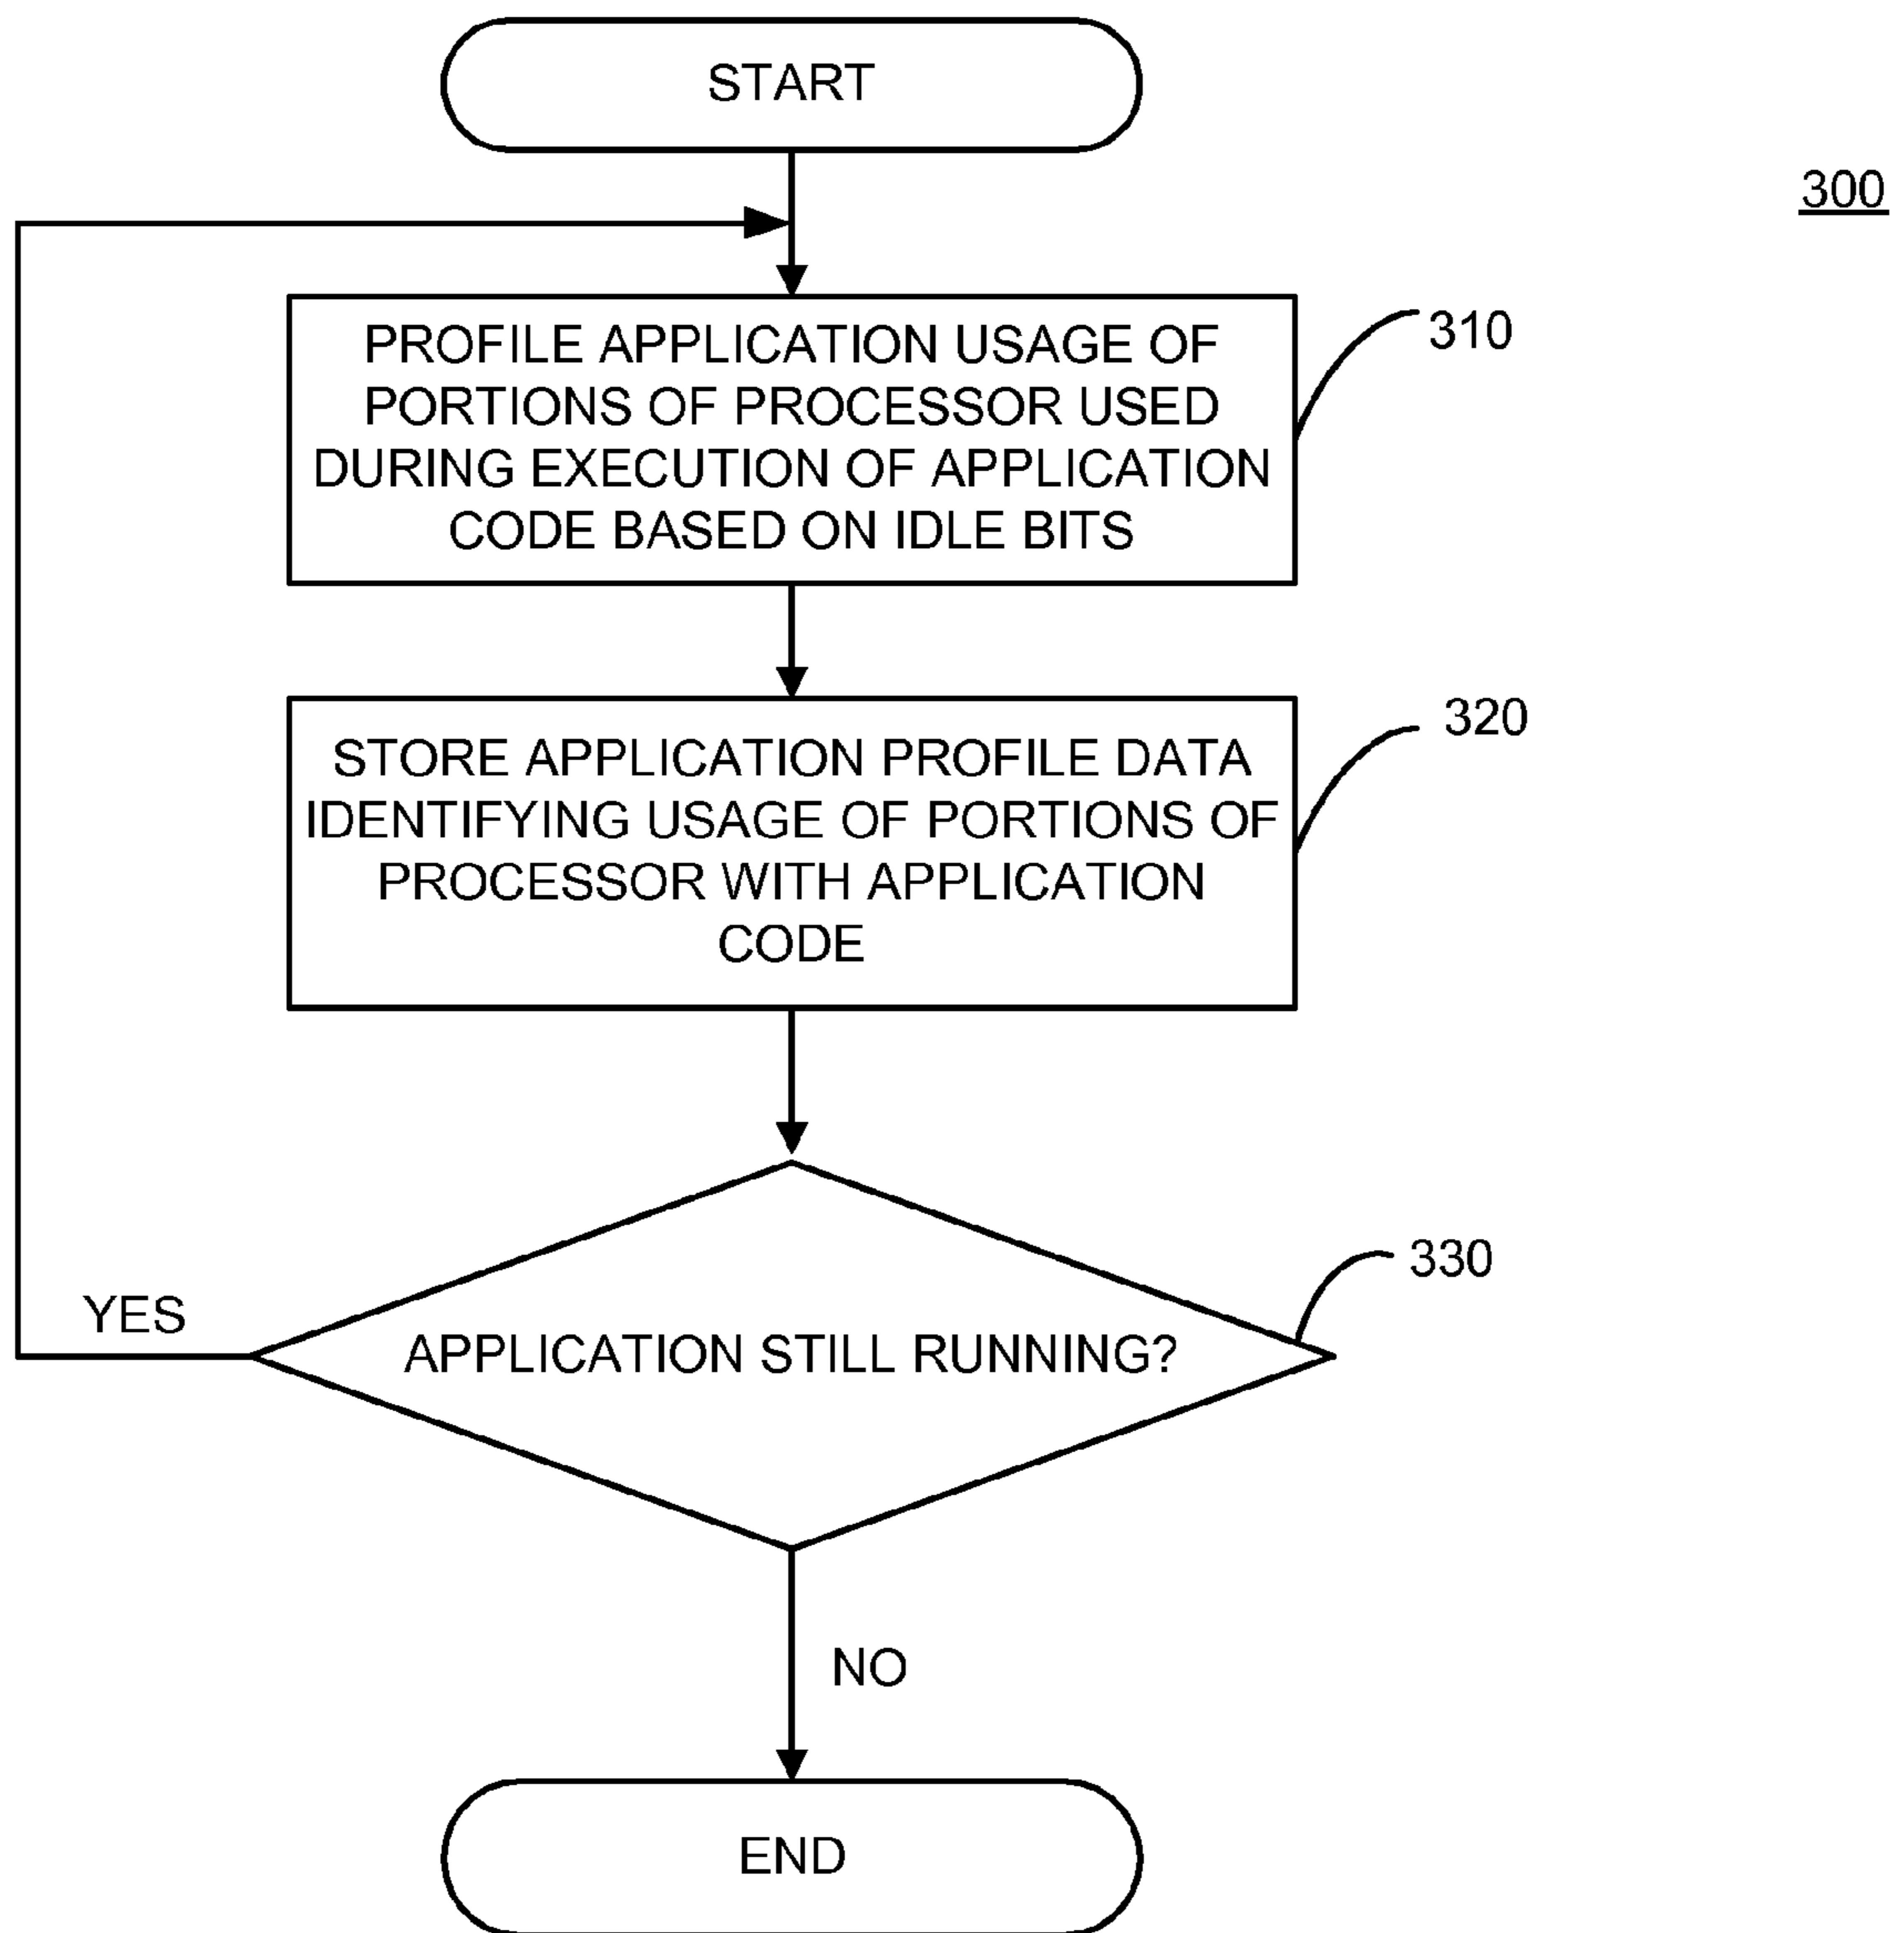 START
300
PROFILE APPLICATION USAGE OF
PORTIONS OF PROCESSOR USED
DURING EXECUTION OF APPLICATION
CODE BASED ON IDLE BITS
310
STORE APPLICATION PROFILE DATA
IDENTIFYING USAGE OF PORTIONS OF
PROCESSOR WITH APPLICATION
CODE
320
APPLICATION STILL RUNNING?
330
YES
NO
END